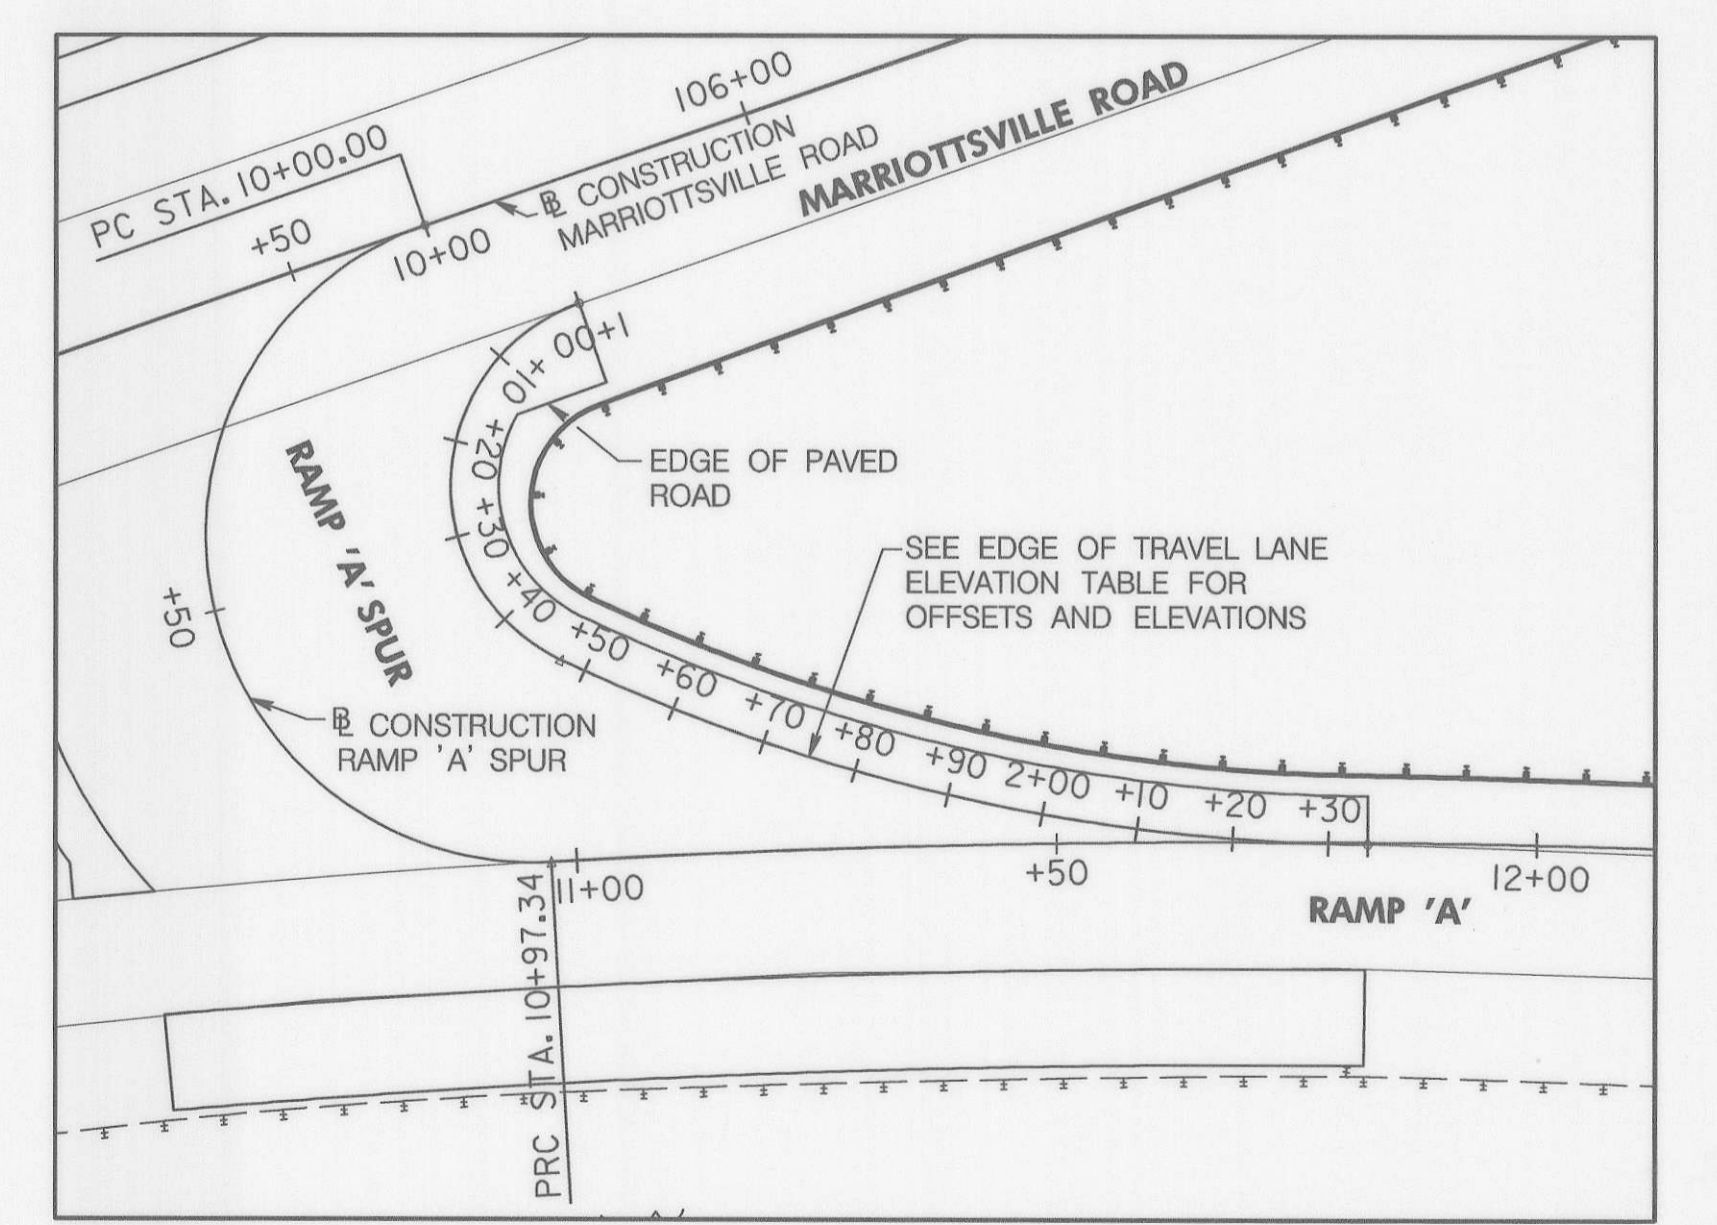 106+00
PC STA. 10+00.00
+50
10+00
BL CONSTRUCTION
MARRIOTTSVILLE ROAD
MARRIOTTSVILLE ROAD
1+00
+10
+20
+30
+40
+50
+60
+70
+80
+90
2+00
+10
+20
+30
EDGE OF PAVED
ROAD
SEE EDGE OF TRAVEL LANE
ELEVATION TABLE FOR
OFFSETS AND ELEVATIONS
RAMP 'A' SPUR
+50
BL CONSTRUCTION
RAMP 'A' SPUR
PRC STA. 10+97.34
11+00
+50
12+00
RAMP 'A'